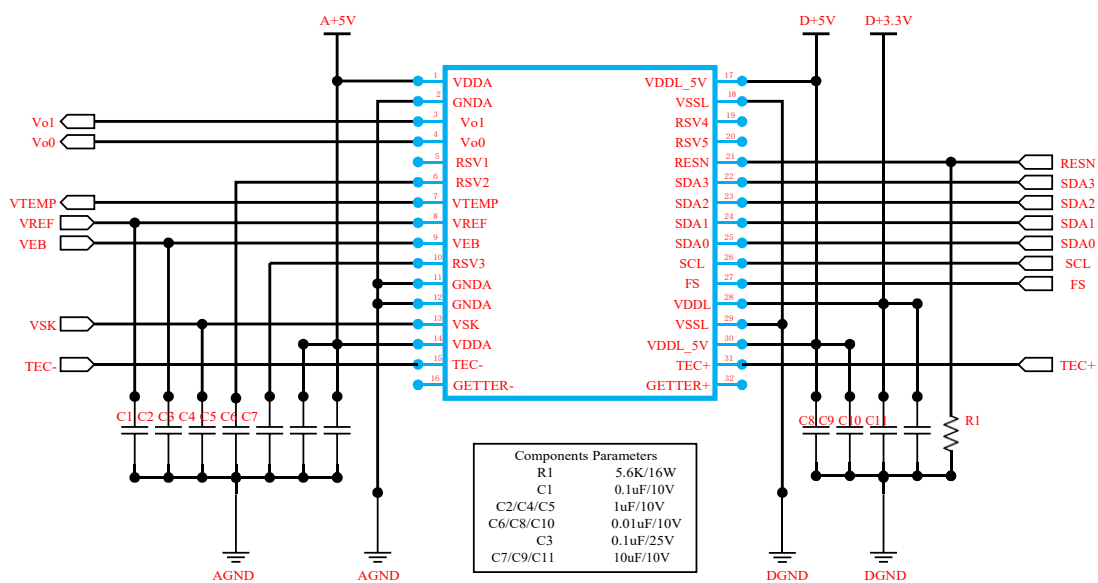 A+5V D+5V D+3.3V
1 VDDA VDDL_5V 17
2 GNDA VSSL 18
Vo1 3 Vo1 RSV4 19
Vo0 4 Vo0 RSV5 20
5 RSV1 RESN 21 RESN
6 RSV2 SDA3 22 SDA3
VTEMP 7 VTEMP SDA2 23 SDA2
VREF 8 VREF SDA1 24 SDA1
VEB 9 VEB SDA0 25 SDA0
10 RSV3 SCL 26 SCL
11 GNDA FS 27 FS
12 GNDA VDDL 28
VSK 13 VSK VSSL 29
14 VDDA VDDL_5V 30
TEC- 15 TEC- TEC+ 31 TEC+
16 GETTER- GETTER+ 32
C1 C2 C3 C4 C5 C6 C7 C8 C9 C10 C11 R1
Components Parameters
R1 5.6K/16W
C1 0.1uF/10V
C2/C4/C5 1uF/10V
C6/C8/C10 0.01uF/10V
C3 0.1uF/25V
C7/C9/C11 10uF/10V
AGND AGND DGND DGND